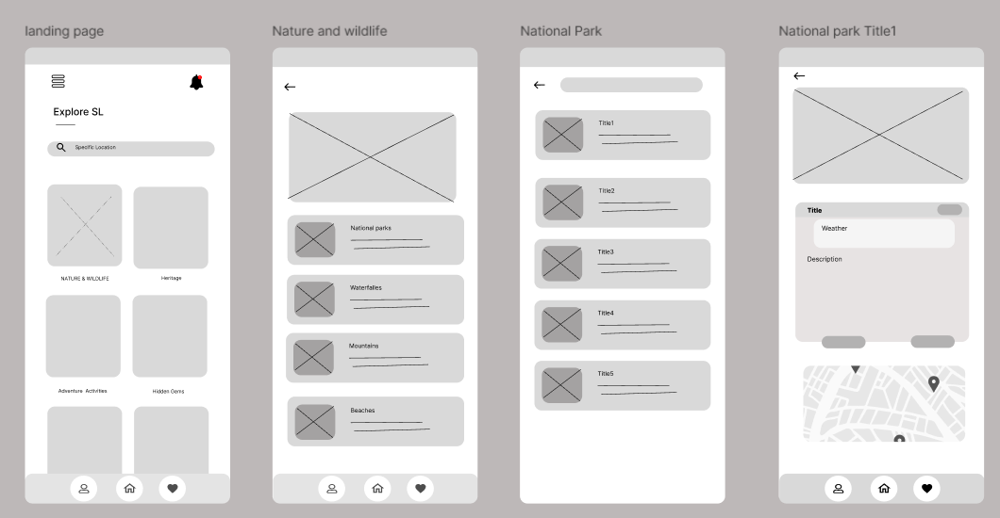 landing page
Explore SL
Specific Location
NATURE & WILDLIFE
Heritage
Adventure Activities
Hidden Gems
Nature and wildlife
National parks
Waterfalles
Mountains
Beaches
National Park
Title1
Title2
Title3
Title4
Title5
National park Title1
Title
Weather
Description